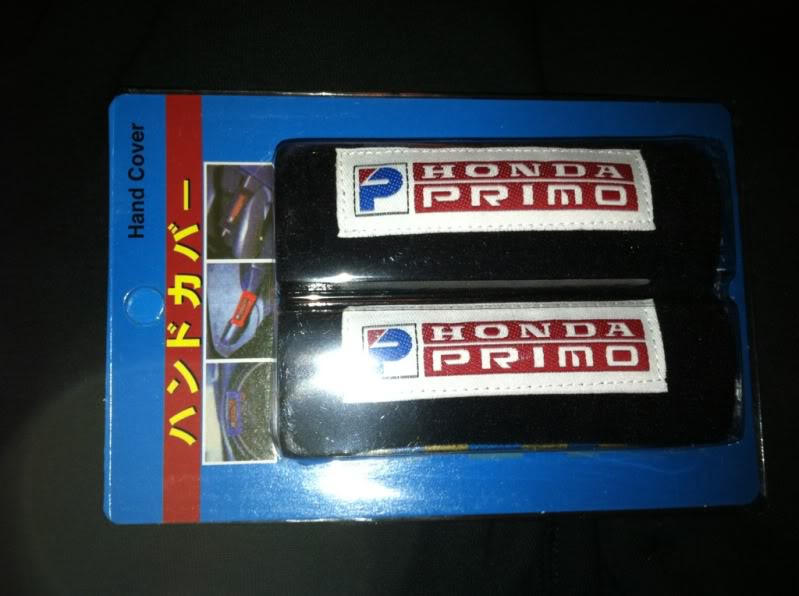 Hand Cover
ハンドカバー
P
HONDA
PRIMO
P
HONDA
PRIMO